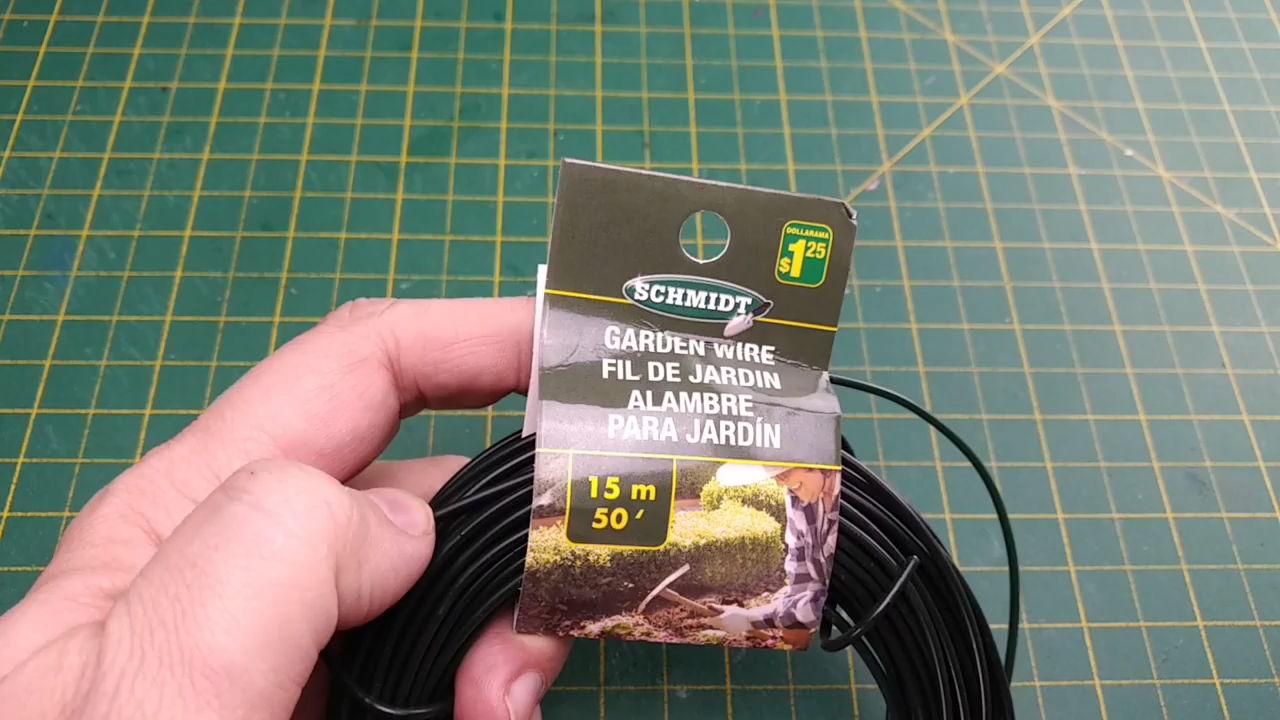 DOLLARAMA
$1.25
SCHMIDT
GARDEN WIRE
FIL DE JARDIN
ALAMBRE
PARA JARDÍN
15 m
50 ′